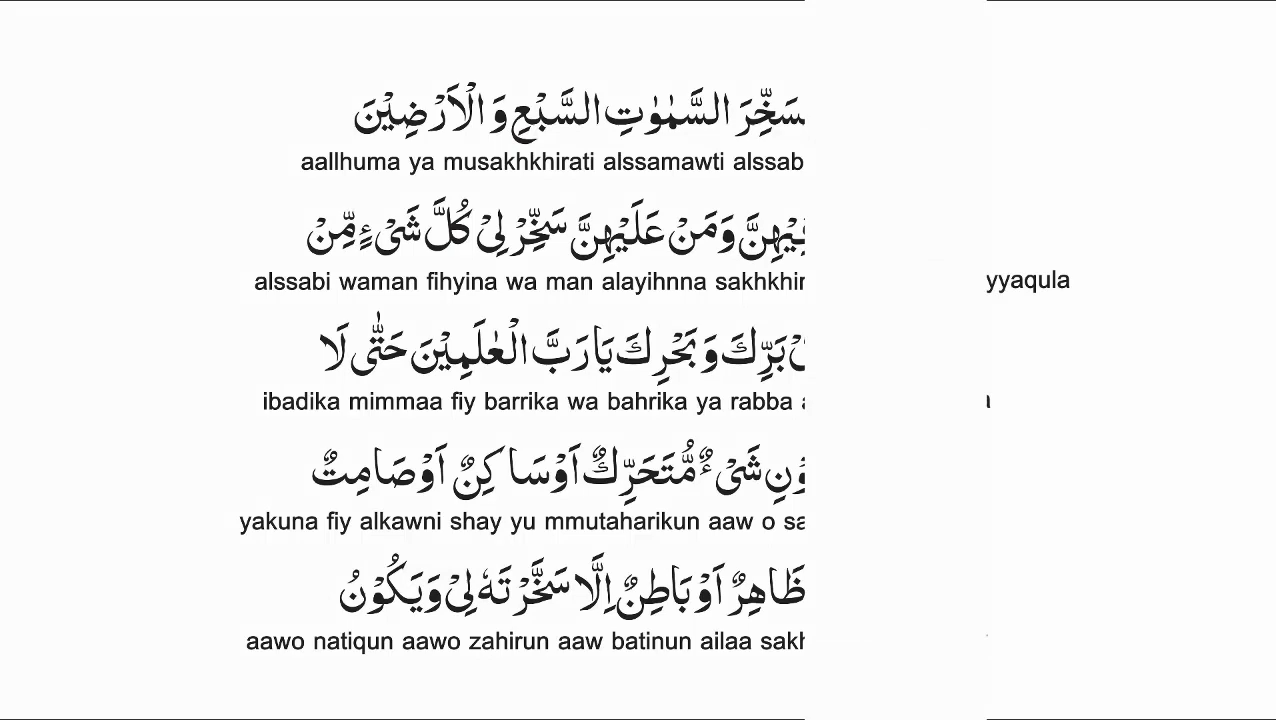 سَخِّرَ السَّمٰوٰتِ السَّبْعِ وَ الْاَرْضِيْنَ
aallhuma ya musakhkhirati alssamawti alssab
فِيْهِنَّ وَمَنْ عَلَيْهِنَّ سَخِّرْ لِيْ كُلَّ شَيْءٍ مِّنْ
alssabi waman fihyina wa man alayihnna sakhkhir yyaqula
بَرِّكَ وَ بَحْرِكَ يَا رَبَّ الْعٰلَمِيْنَ حَتّٰى لَا
ibadika mimmaa fiy barrika wa bahrika ya rabba
شَيْءٌ مُّتَحَرِّكٌ اَوْ سَاكِنٌ اَوْ صَامِتٌ
yakuna fiy alkawni shay yu mmutaharikun aaw o sa
ظَاهِرٌ اَوْ بَاطِنٌ اِلَّا سَخَّرْتَهٗ لِيْ وَيَكُوْنُ
aawo natiqun aawo zahirun aaw batinun ailaa sakh